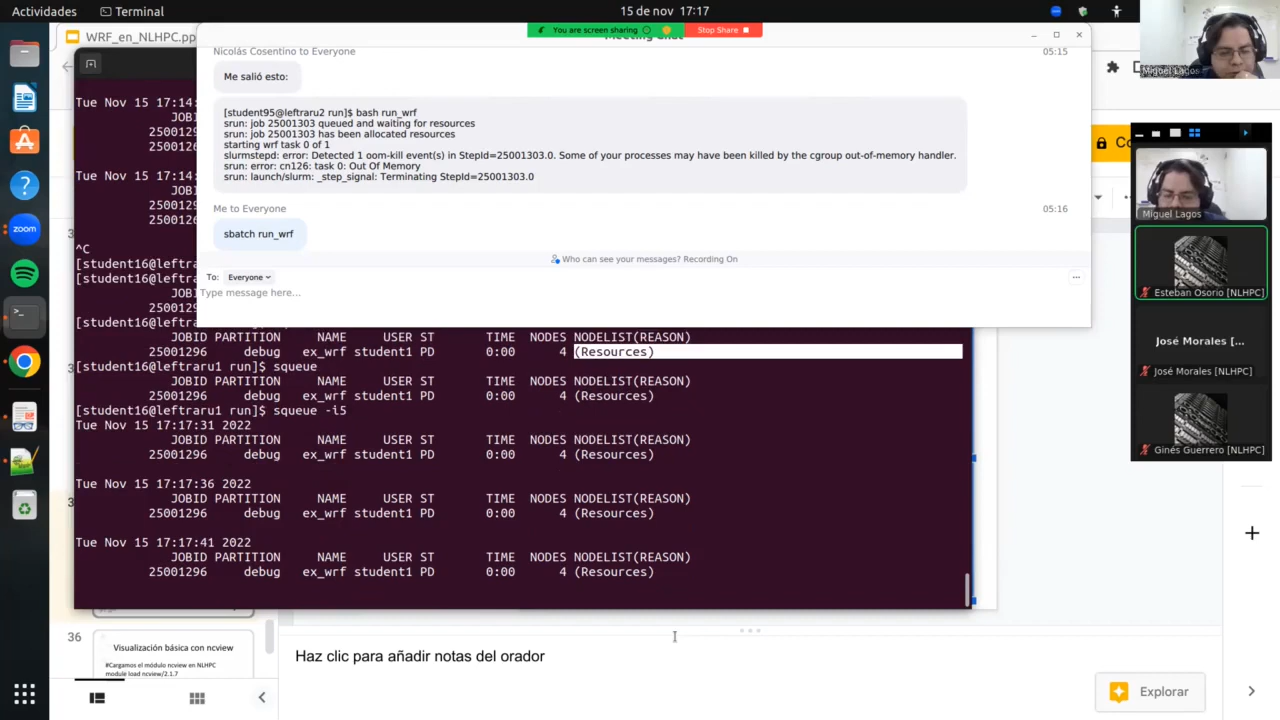 Actividades
Terminal
15 de nov 17:17
WRF_en_NLHPC.pp
You are screen sharing
Stop Share
Miguel Lagos
Nicolás Cosentino to Everyone
05:15
Me salió esto:
[student95@leftraru2 run]$ bash run_wrf
srun: job 25001303 queued and waiting for resources
srun: job 25001303 has been allocated resources
starting wrf task 0 of 1
slurmstepd: error: Detected 1 oom-kill event(s) in StepId=25001303.0. Some of your processes may have been killed by the cgroup out-of-memory handler.
srun: error: cn126: task 0: Out Of Memory
srun: launch/slurm: _step_signal: Terminating StepId=25001303.0
Me to Everyone
05:16
sbatch run_wrf
Who can see your messages? Recording On
To: Everyone
Type message here...
Tue Nov 15 17:14:
JOBI
2500129
250012
Tue Nov 15 17:14:
JOBI
2500129
250012
^C
[student16@leftra
[student16@leftra
JOBI
2500129
[student16@leftra
JOBID PARTITION NAME USER ST TIME NODES NODELIST(REASON)
25001296 debug ex_wrf student1 PD 0:00 4 (Resources)
[student16@leftraru1 run]$ squeue
JOBID PARTITION NAME USER ST TIME NODES NODELIST(REASON)
25001296 debug ex_wrf student1 PD 0:00 4 (Resources)
[student16@leftraru1 run]$ squeue -i5
Tue Nov 15 17:17:31 2022
JOBID PARTITION NAME USER ST TIME NODES NODELIST(REASON)
25001296 debug ex_wrf student1 PD 0:00 4 (Resources)
Tue Nov 15 17:17:36 2022
JOBID PARTITION NAME USER ST TIME NODES NODELIST(REASON)
25001296 debug ex_wrf student1 PD 0:00 4 (Resources)
Tue Nov 15 17:17:41 2022
JOBID PARTITION NAME USER ST TIME NODES NODELIST(REASON)
25001296 debug ex_wrf student1 PD 0:00 4 (Resources)
zoom
Miguel Lagos
Esteban Osorio [NLHPC]
José Morales [...
José Morales [NLHPC]
Ginés Guerrero [NLHPC]
36
Visualización básica con ncview
#Cargamos el módulo ncview en NLHPC
module load ncview/2.1.7
Haz clic para añadir notas del orador
Explorar